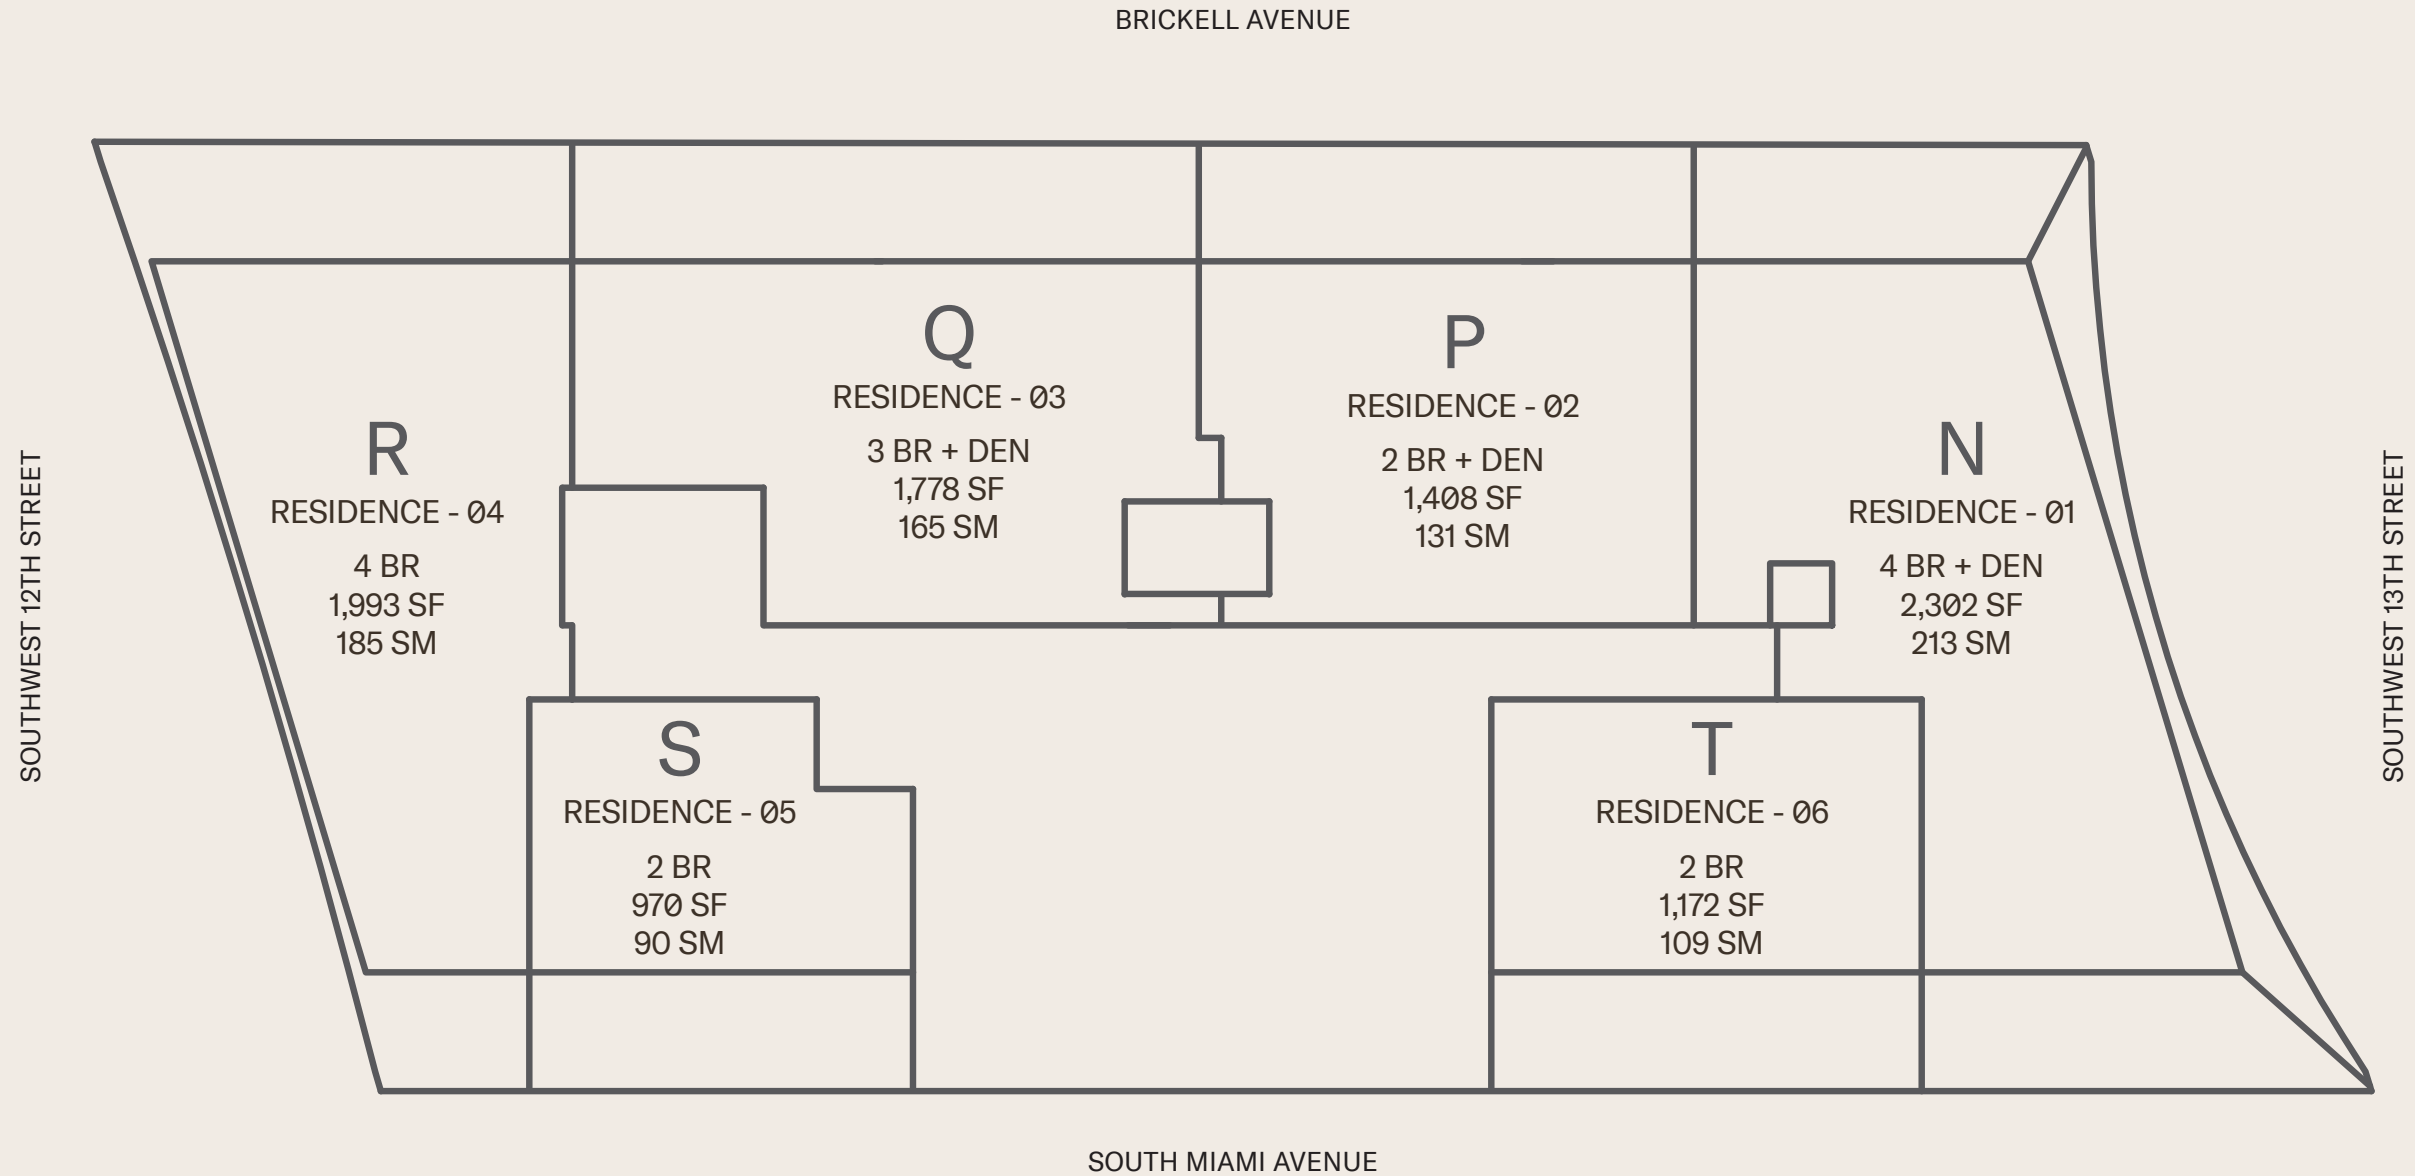 BRICKELL AVENUE
SOUTHWEST 12TH STREET
R
RESIDENCE - 04
4 BR
1,993 SF
185 SM
Q
RESIDENCE - 03
3 BR + DEN
1,778 SF
165 SM
P
RESIDENCE - 02
2 BR + DEN
1,408 SF
131 SM
N
RESIDENCE - 01
4 BR + DEN
2,302 SF
213 SM
SOUTHWEST 13TH STREET
S
RESIDENCE - 05
2 BR
970 SF
90 SM
T
RESIDENCE - 06
2 BR
1,172 SF
109 SM
SOUTH MIAMI AVENUE